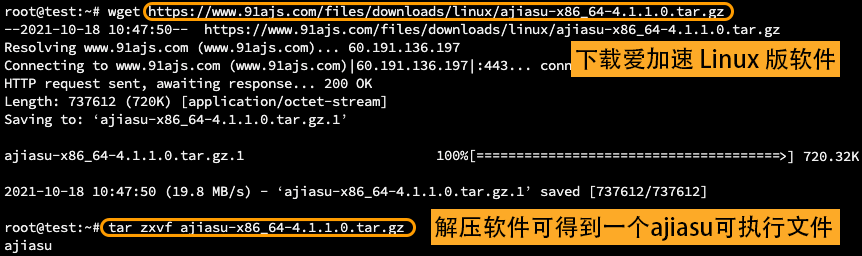 root@test:~# wget https://www.91ajs.com/files/downloads/linux/ajiasu-x86_64-4.1.1.0.tar.gz
--2021-10-18 10:47:50--  https://www.91ajs.com/files/downloads/linux/ajiasu-x86_64-4.1.1.0.tar.gz
Resolving www.91ajs.com (www.91ajs.com)... 60.191.136.197
Connecting to www.91ajs.com (www.91ajs.com)|60.191.136.197|:443... conn
下载爱加速 Linux 版软件
HTTP request sent, awaiting response... 200 OK
Length: 737612 (720K) [application/octet-stream]
Saving to: ‘ajiasu-x86_64-4.1.1.0.tar.gz.1’
ajiasu-x86_64-4.1.1.0.tar.gz.1 100%[=======================================>] 720.32K
2021-10-18 10:47:50 (19.8 MB/s) - ‘ajiasu-x86_64-4.1.1.0.tar.gz.1’ saved [737612/737612]
root@test:~# tar zxvf ajiasu-x86_64-4.1.1.0.tar.gz
解压软件可得到一个ajiasu可执行文件
ajiasu